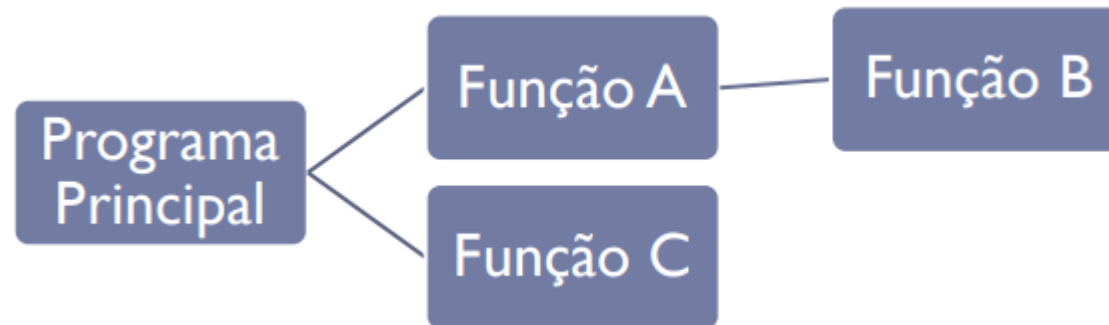 Programa
Principal
Função A
Função B
Função C